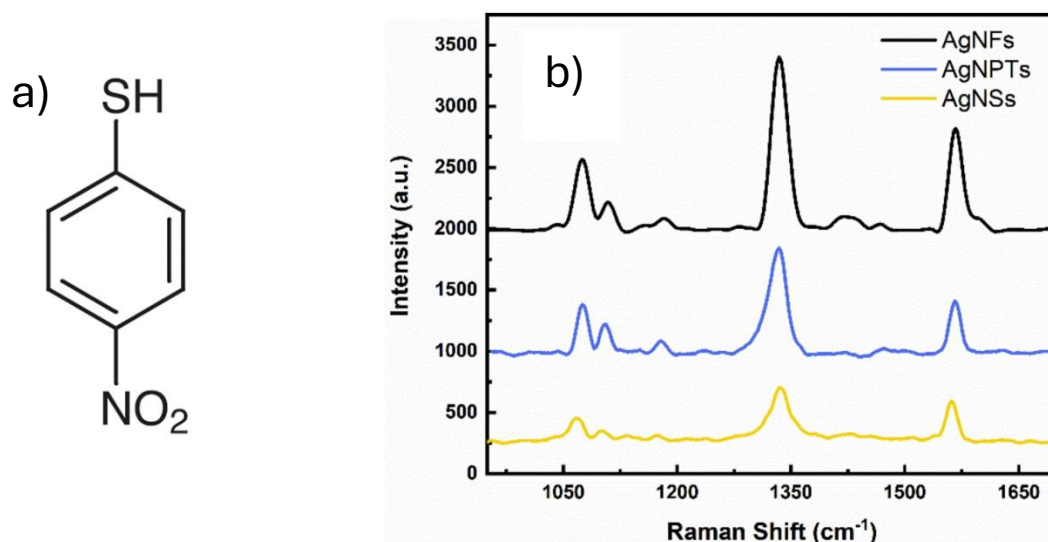 a)
SH
NO2
b)
AgNFs
AgNPTs
AgNSs
Intensity (a.u.)
3500
3000
2500
2000
1500
1000
500
0
1050 1200 1350 1500 1650
Raman Shift (cm-1)